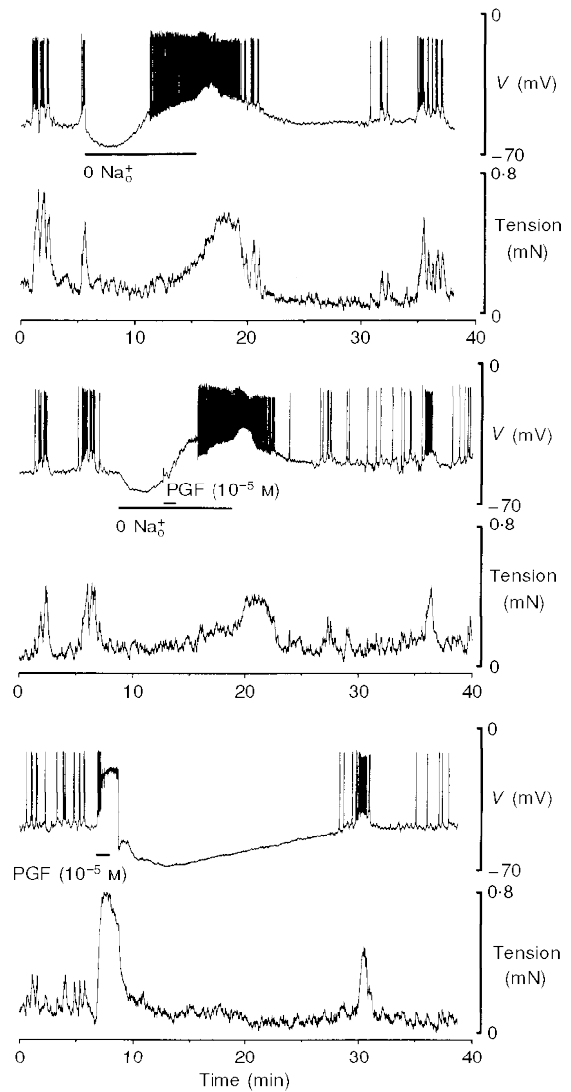 0
V (mV)
−70
0 Na₀⁺
0·8
Tension
(mN)
0
0 10 20 30 40
0
V (mV)
PGF (10⁻⁵ M)
−70
0 Na₀⁺
0·8
Tension
(mN)
0
0 10 20 30 40
0
V (mV)
−70
PGF (10⁻⁵ M)
0·8
Tension
(mN)
0
0 10 20 30 40
Time (min)